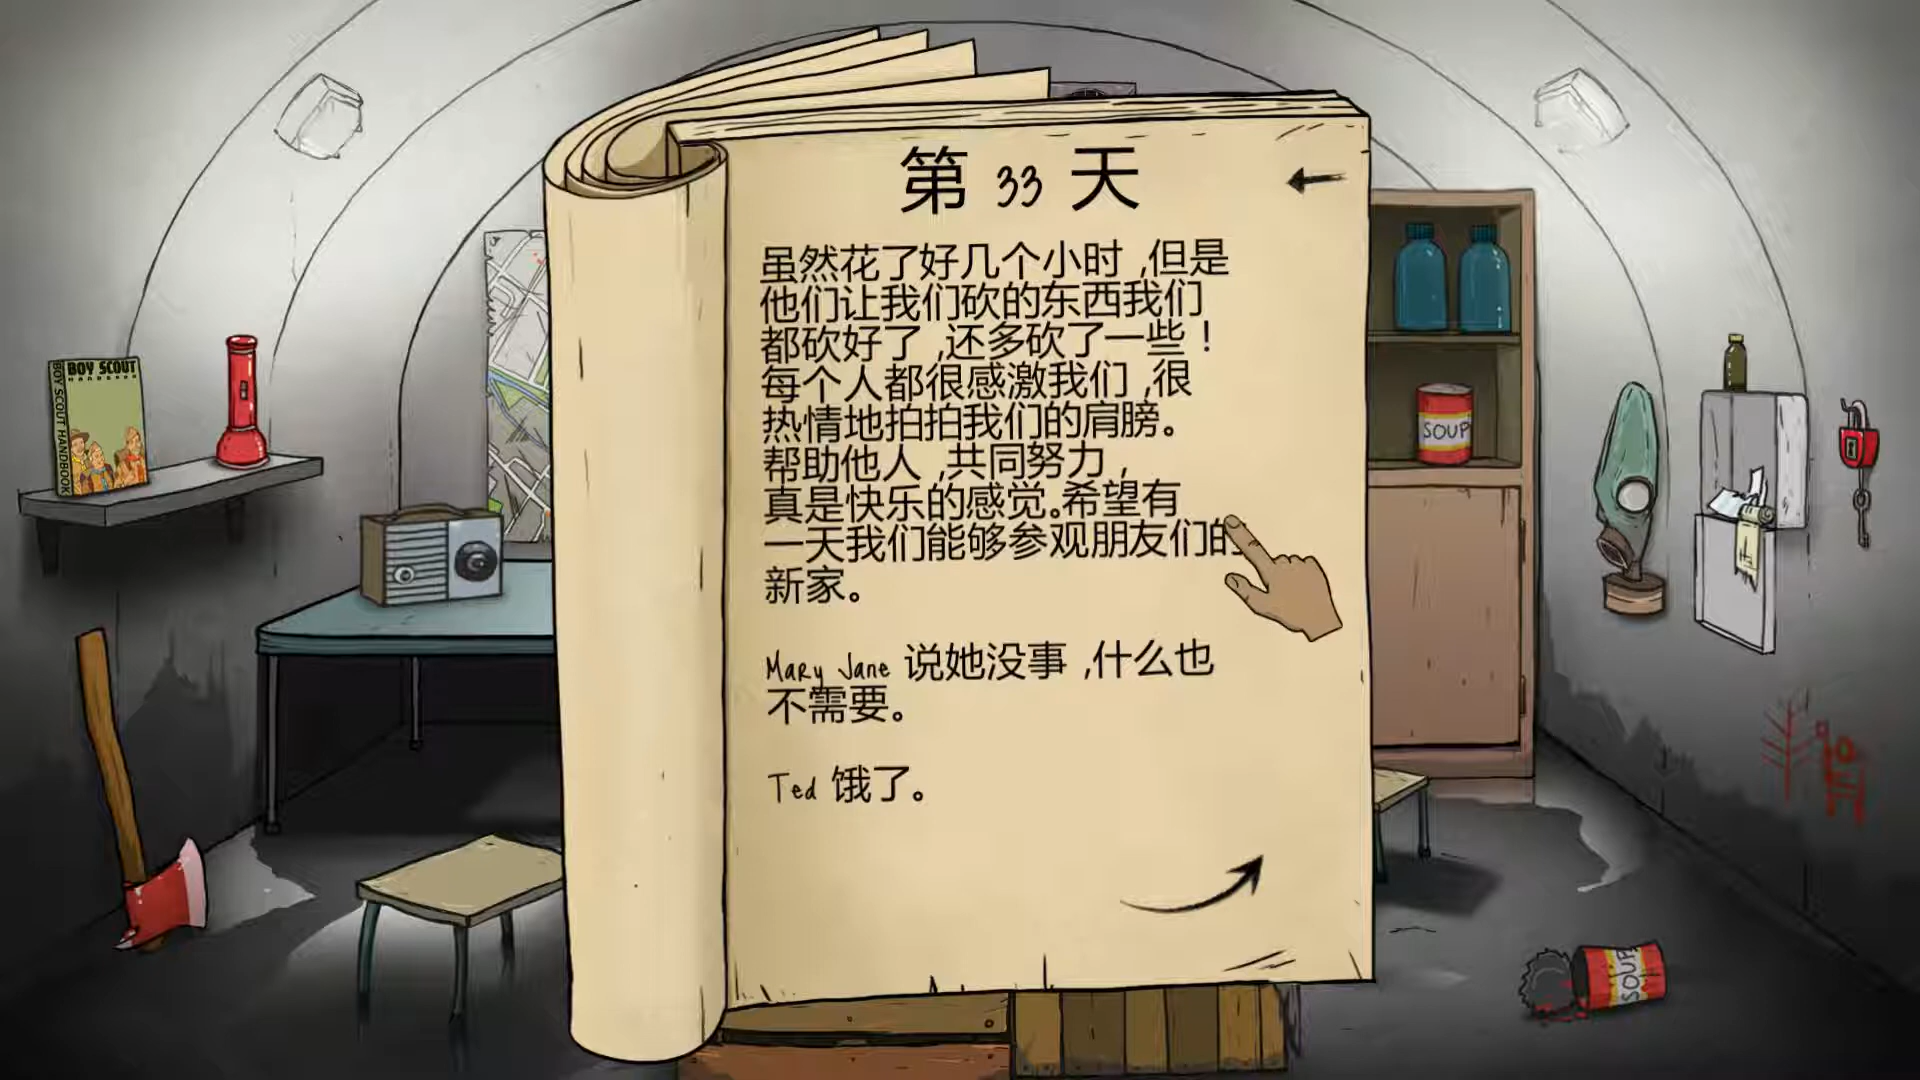 第 33 天
虽然花了好几个小时 ,但是
他们让我们砍的东西我们
都砍好了 ,还多砍了一些！
每个人都很感激我们 ,很
热情地拍拍我们的肩膀。
帮助他人 ,共同努力 ,
真是快乐的感觉。希望有
一天我们能够参观朋友们的
新家。
Mary Jane 说她没事 ,什么也
不需要。
Ted 饿了。
BOY SCOUT
HANDBOOK
BOY SCOUT HANDBOOK
SOUP
SOUP